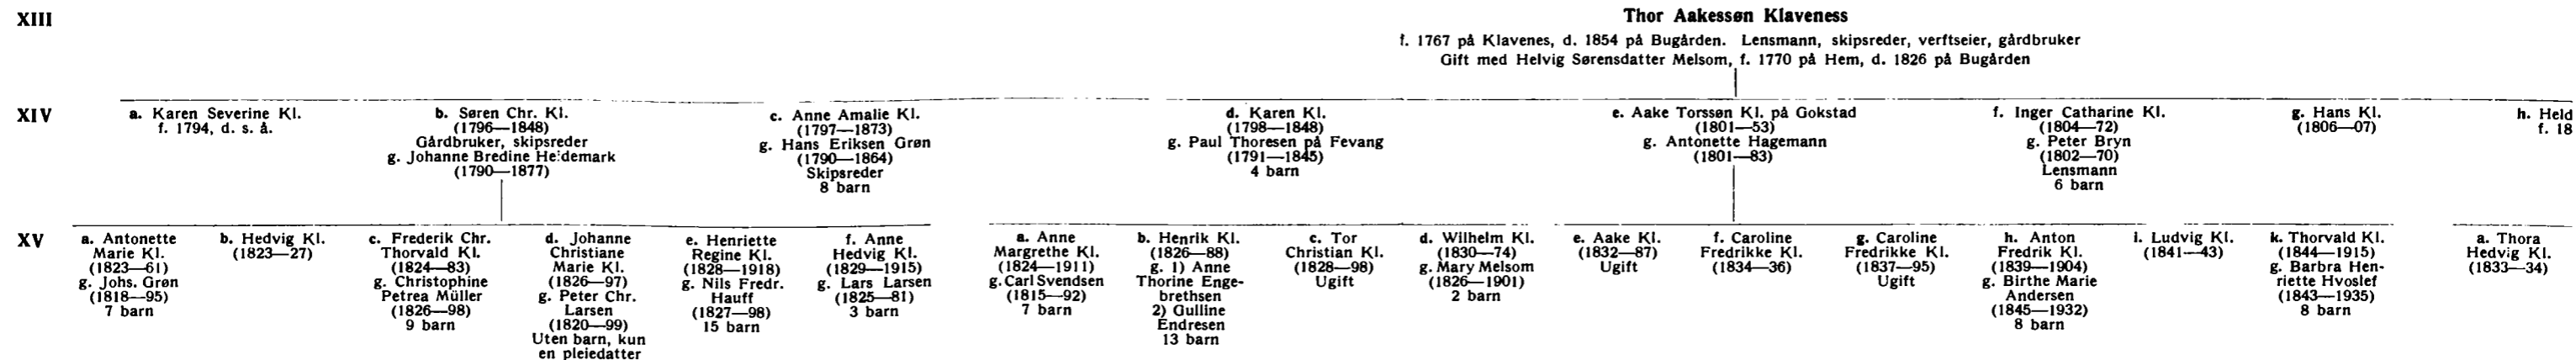 XIII
Thor Aakessøn Klaveness
f. 1767 på Klavenes, d. 1854 på Bugården. Lensmann, skipsreder, verftseier, gårdbruker
Gift med Helvig Sørensdatter Melsom, f. 1770 på Hem, d. 1826 på Bugården
XIV
a. Karen Severine Kl.
f. 1794, d. s. å.
b. Søren Chr. Kl.
(1796—1848)
Gårdbruker, skipsreder
g. Johanne Bredine Heidemark
(1790—1877)
c. Anne Amalie Kl.
(1797—1873)
g. Hans Eriksen Grøn
(1790—1864)
Skipsreder
8 barn
d. Karen Kl.
(1798—1848)
g. Paul Thoresen på Fevang
(1791—1845)
4 barn
e. Aake Torssøn Kl. på Gokstad
(1801—53)
g. Antonette Hagemann
(1801—83)
f. Inger Catharine Kl.
(1804—72)
g. Peter Bryn
(1802—70)
Lensmann
6 barn
g. Hans Kl.
(1806—07)
h. Held
f. 18
XV
a. Antonette
Marie Kl.
(1823—61)
g. Johs. Grøn
(1818—95)
7 barn
b. Hedvig Kl.
(1823—27)
c. Frederik Chr.
Thorvald Kl.
(1824—83)
g. Christophine
Petrea Müller
(1826—98)
9 barn
d. Johanne
Christiane
Marie Kl.
(1826—97)
g. Peter Chr.
Larsen
(1820—99)
Uten barn, kun
en pleiedatter
e. Henriette
Regine Kl.
(1828—1918)
g. Nils Fredr.
Hauff
(1827—98)
15 barn
f. Anne
Hedvig Kl.
(1829—1915)
g. Lars Larsen
(1825—81)
3 barn
a. Anne
Margrethe Kl.
(1824—1911)
g. Carl Svendsen
(1815—92)
7 barn
b. Henrik Kl.
(1826—88)
g. 1) Anne
Thorine Enge-
brethsen
2) Gulline
Endresen
13 barn
c. Tor
Christian Kl.
(1828—98)
Ugift
d. Wilhelm Kl.
(1830—74)
g. Mary Melsom
(1826—1901)
2 barn
e. Aake Kl.
(1832—87)
Ugift
f. Caroline
Fredrikke Kl.
(1834—36)
g. Caroline
Fredrikke Kl.
(1837—95)
Ugift
h. Anton
Fredrik Kl.
(1839—1904)
g. Birthe Marie
Andersen
(1845—1932)
8 barn
i. Ludvig Kl.
(1841—43)
k. Thorvald Kl.
(1844—1915)
g. Barbra Hen-
riette Hvoslef
(1843—1935)
8 barn
a. Thora
Hedvig Kl.
(1833—34)